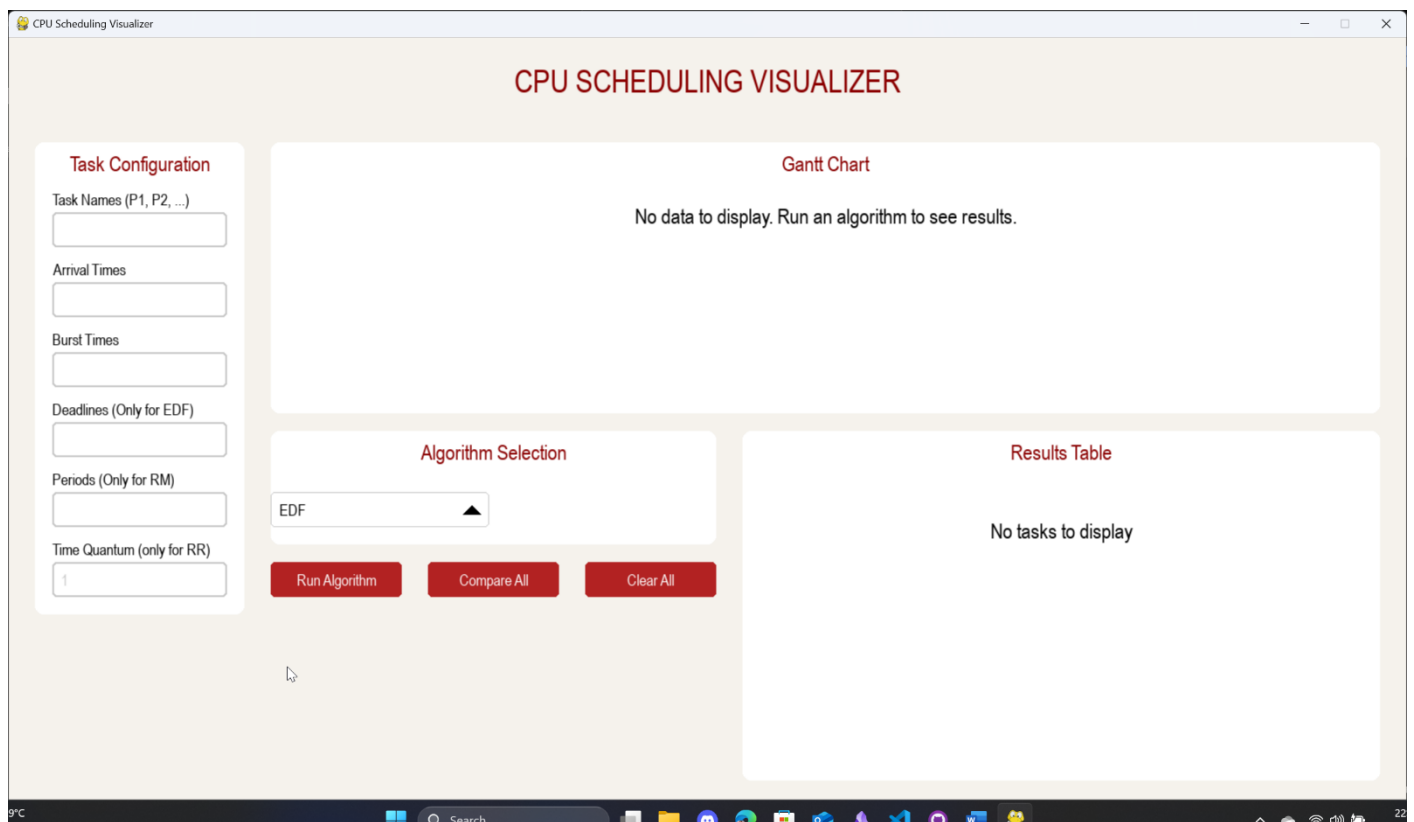 CPU Scheduling Visualizer
CPU SCHEDULING VISUALIZER
Task Configuration
Task Names (P1, P2, ...)
Arrival Times
Burst Times
Deadlines (Only for EDF)
Periods (Only for RM)
Time Quantum (only for RR)
1
Gantt Chart
No data to display. Run an algorithm to see results.
Algorithm Selection
EDF
Run Algorithm
Compare All
Clear All
Results Table
No tasks to display
9°C
Search
22